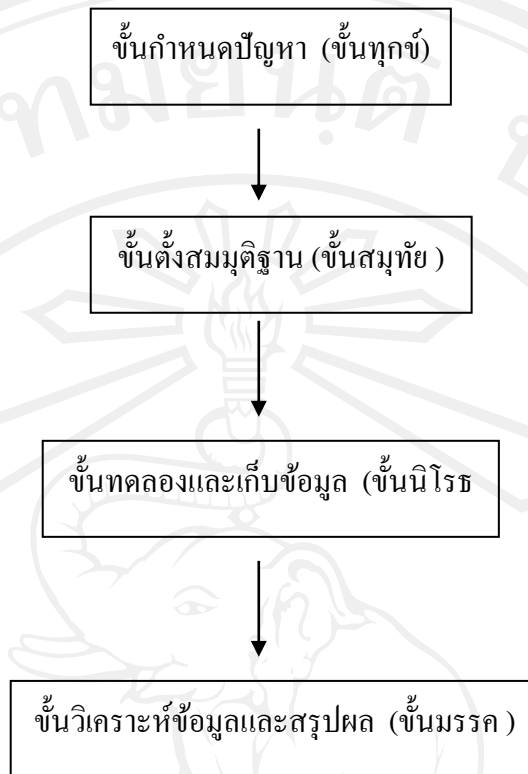 ขั้นกำหนดปัญหา (ขั้นทุกข์)
ขั้นตั้งสมมุติฐาน (ขั้นสมุทัย )
ขั้นทดลองและเก็บข้อมูล (ขั้นนิโรธ
ขั้นวิเคราะห์ข้อมูลและสรุปผล (ขั้นมรรค )